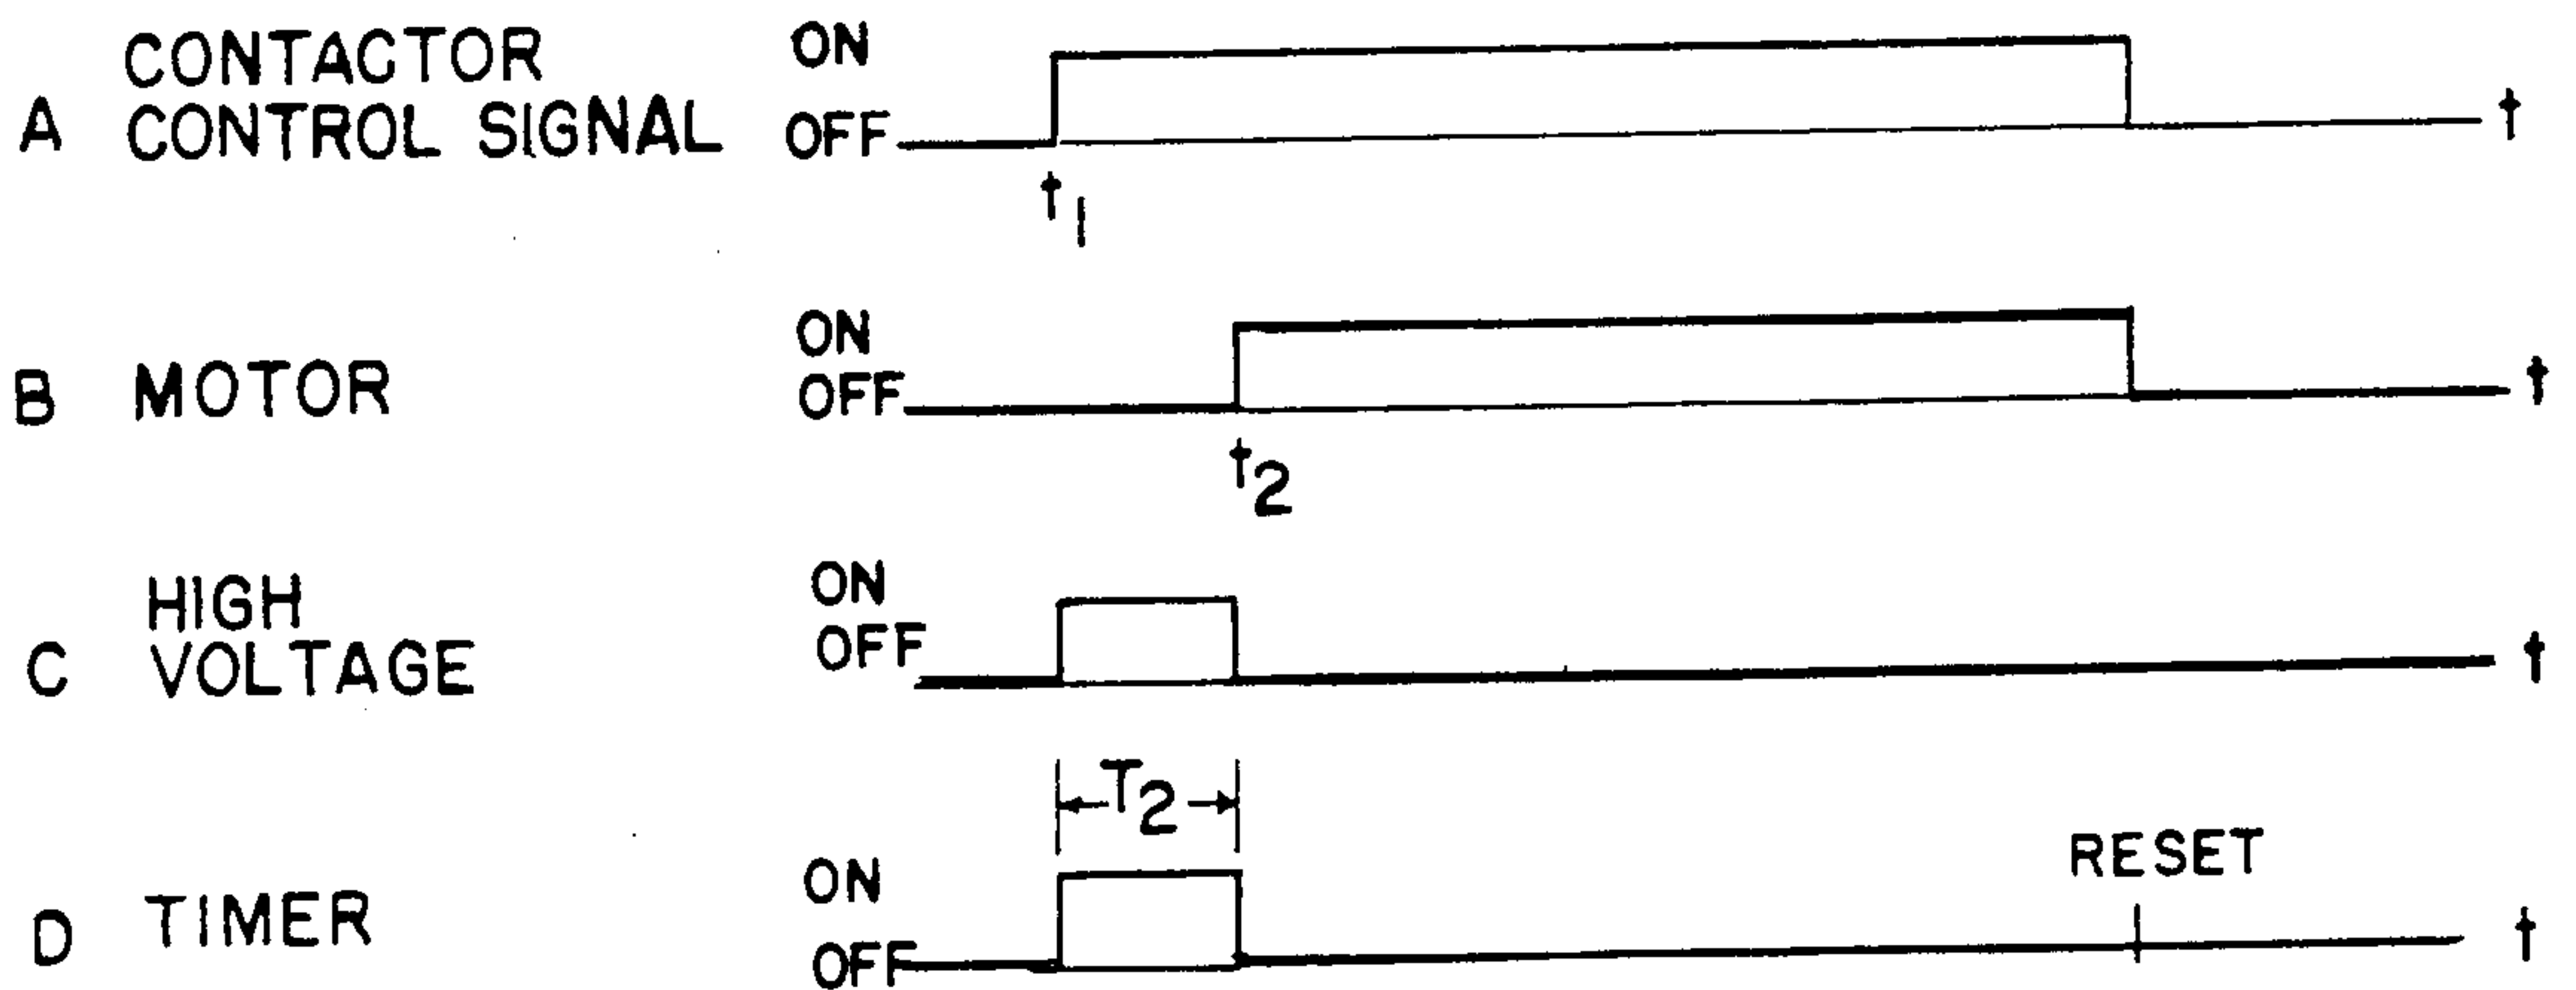 CONTACTOR
A CONTROL SIGNAL
ON
OFF
t
t1
B MOTOR
ON
OFF
t
t2
HIGH
C VOLTAGE
ON
OFF
t
T2
D TIMER
ON
OFF
RESET
t